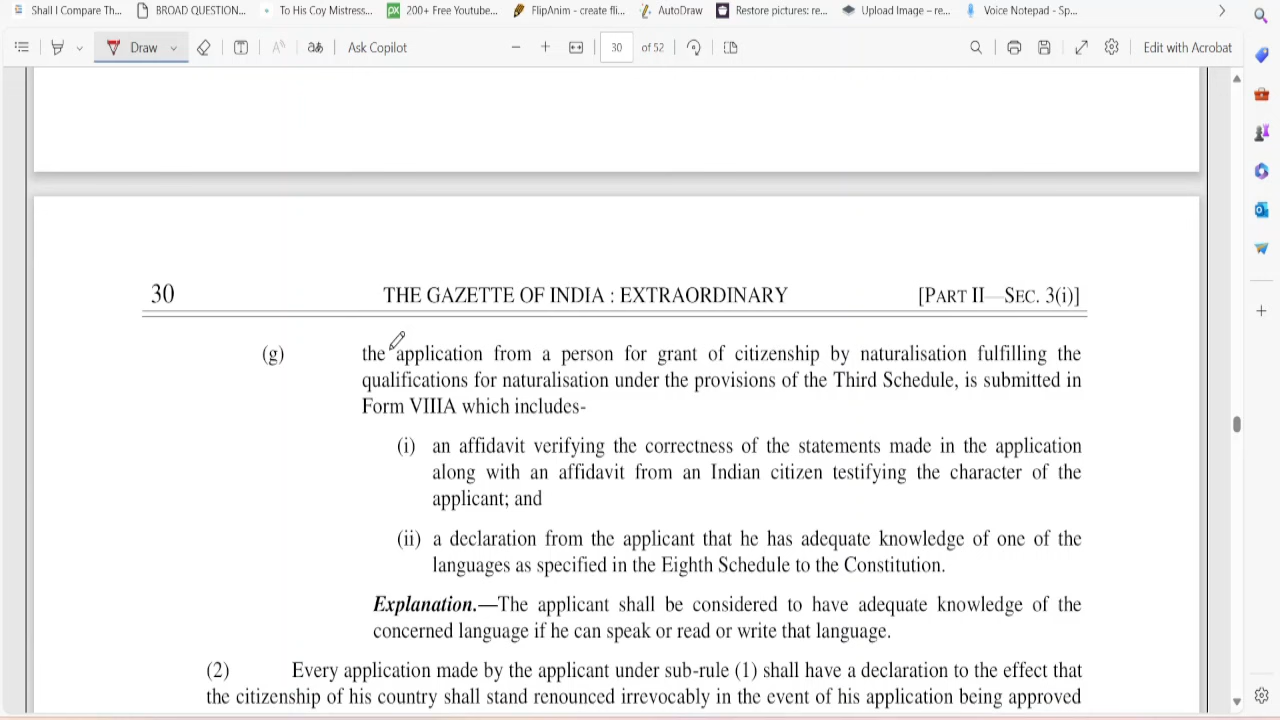 Shall I Compare Th... BROAD QUESTION... To His Coy Mistress... 200+ Free Youtube... FlipAnim - create fli... AutoDraw Restore pictures: re... Upload Image – re... Voice Notepad - Sp...
Draw Ask Copilot 30 of 52 Edit with Acrobat
30 THE GAZETTE OF INDIA : EXTRAORDINARY [PART II—SEC. 3(i)]
(g) the application from a person for grant of citizenship by naturalisation fulfilling the
qualifications for naturalisation under the provisions of the Third Schedule, is submitted in
Form VIIIA which includes-
(i) an affidavit verifying the correctness of the statements made in the application
along with an affidavit from an Indian citizen testifying the character of the
applicant; and
(ii) a declaration from the applicant that he has adequate knowledge of one of the
languages as specified in the Eighth Schedule to the Constitution.
Explanation.—The applicant shall be considered to have adequate knowledge of the
concerned language if he can speak or read or write that language.
(2) Every application made by the applicant under sub-rule (1) shall have a declaration to the effect that
the citizenship of his country shall stand renounced irrevocably in the event of his application being approved